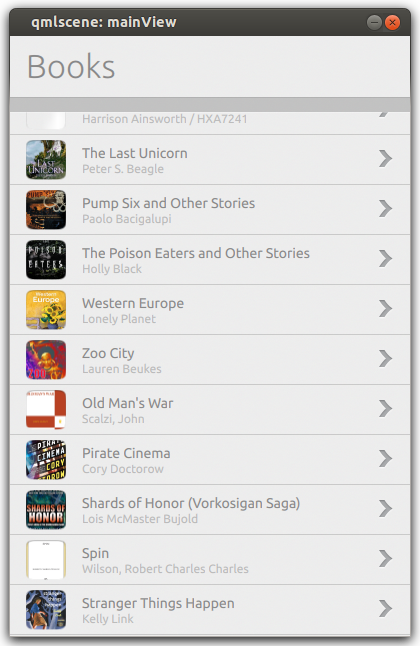 qmlscene: mainView
Books
Harrison Ainsworth / HXA7241
The Last Unicorn
Peter S. Beagle
Pump Six and Other Stories
Paolo Bacigalupi
The Poison Eaters and Other Stories
Holly Black
Western Europe
Lonely Planet
Zoo City
Lauren Beukes
Old Man's War
Scalzi, John
Pirate Cinema
Cory Doctorow
Shards of Honor (Vorkosigan Saga)
Lois McMaster Bujold
Spin
Wilson, Robert Charles Charles
Stranger Things Happen
Kelly Link